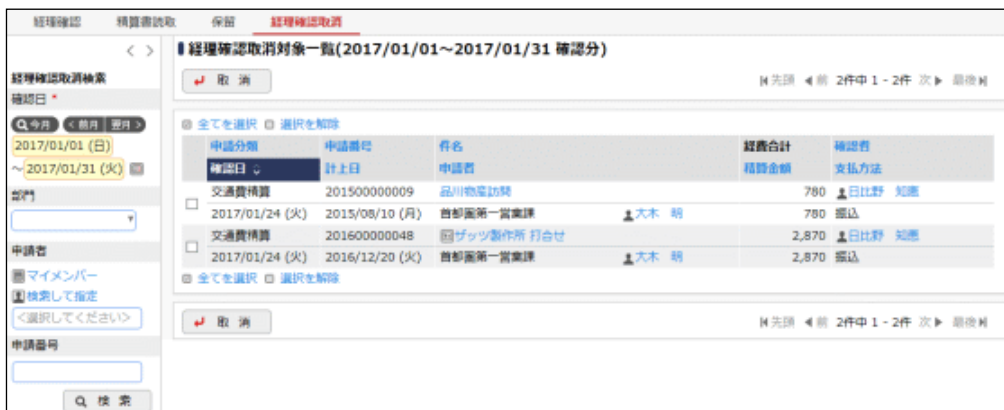 経理確認 精算書読取 保留 経理確認取消
< >
経理確認取消検索
確認日 *
今月 < 前月 翌月 >
2017/01/01 (日)
～ 2017/01/31 (火)
部門
申請者
マイメンバー
検索して指定
<選択してください>
申請番号
検 索
経理確認取消対象一覧(2017/01/01～2017/01/31 確認分)
取 消 先頭 前 2件中 1 - 2件 次 最後
全てを選択 選択を解除
申請分類 申請番号 件名 経費合計 確認者
確認日 計上日 申請者 精算金額 支払方法
交通費精算 201500000009 品川物産訪問 780 日比野 知恵
2017/01/24 (火) 2015/08/10 (月) 首都圏第一営業課 大木 明 780 振込
交通費精算 201600000048 ザッツ製作所 打合せ 2,870 日比野 知恵
2017/01/24 (火) 2016/12/20 (火) 首都圏第一営業課 大木 明 2,870 振込
全てを選択 選択を解除
取 消 先頭 前 2件中 1 - 2件 次 最後